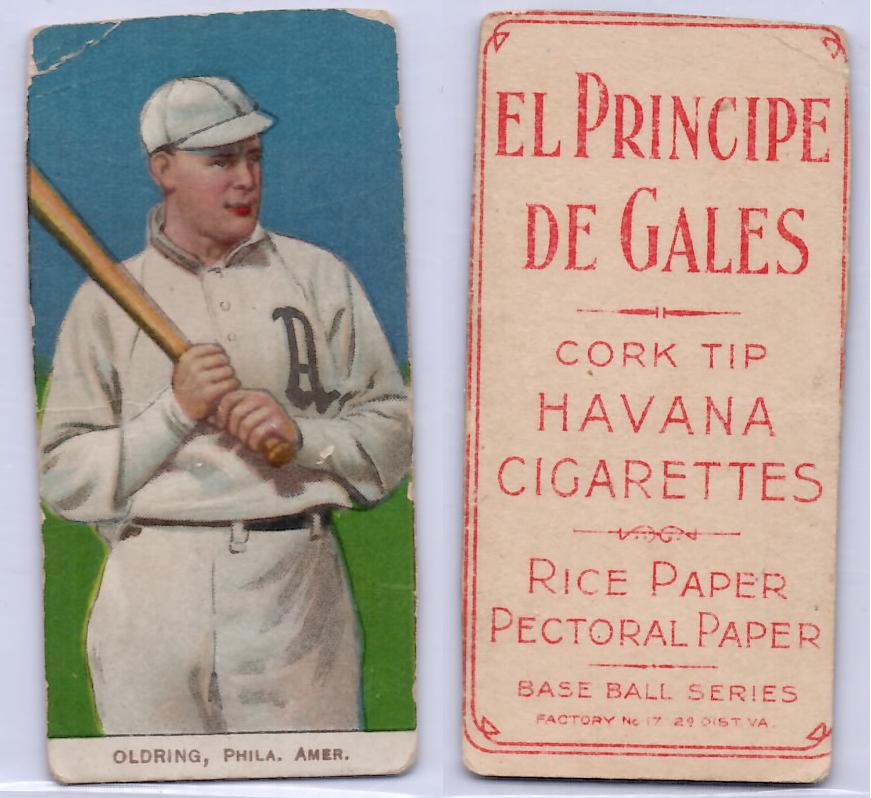 A
OLDRING, PHILA. AMER.
EL PRINCIPE
DE GALES
CORK TIP
HAVANA
CIGARETTES
RICE PAPER
PECTORAL PAPER
BASE BALL SERIES
FACTORY No 17 2d DIST. VA.